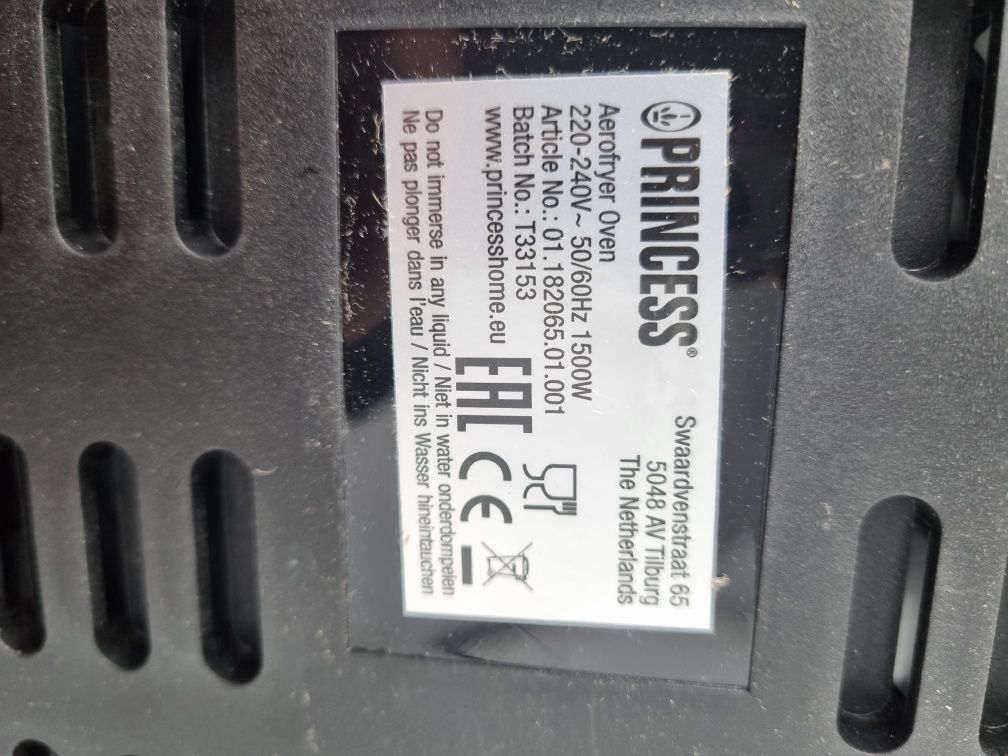 PRINCESS®
Swaardvenstraat 65
5048 AV Tilburg
The Netherlands
Aerofryer Oven
220-240V~ 50/60Hz 1500W
Article No.: 01.182065.01.001
Batch No.: T33153
www.princesshome.eu
EAC CE
Do not immerse in any liquid / Niet in water onderdompelen
Ne pas plonger dans l'eau / Nicht ins Wasser hineintauchen